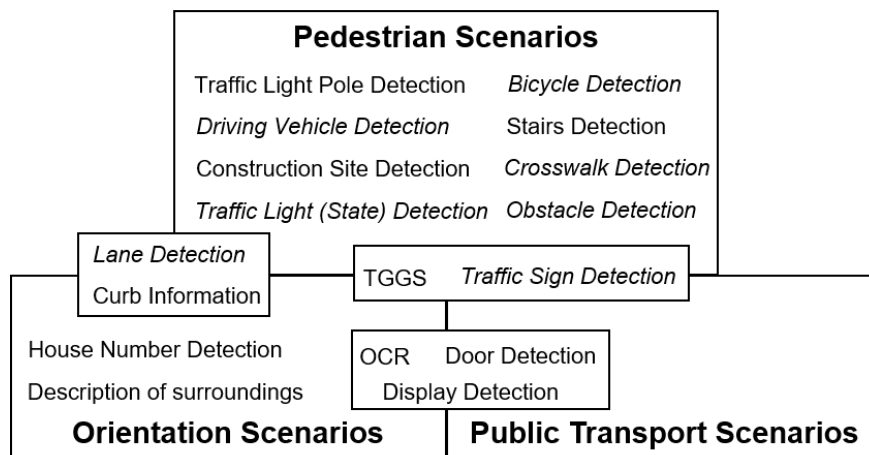 Pedestrian Scenarios
Traffic Light Pole Detection Bicycle Detection
Driving Vehicle Detection Stairs Detection
Construction Site Detection Crosswalk Detection
Traffic Light (State) Detection Obstacle Detection
Lane Detection
Curb Information
TGGS Traffic Sign Detection
House Number Detection
Description of surroundings
OCR Door Detection
Display Detection
Orientation Scenarios
Public Transport Scenarios